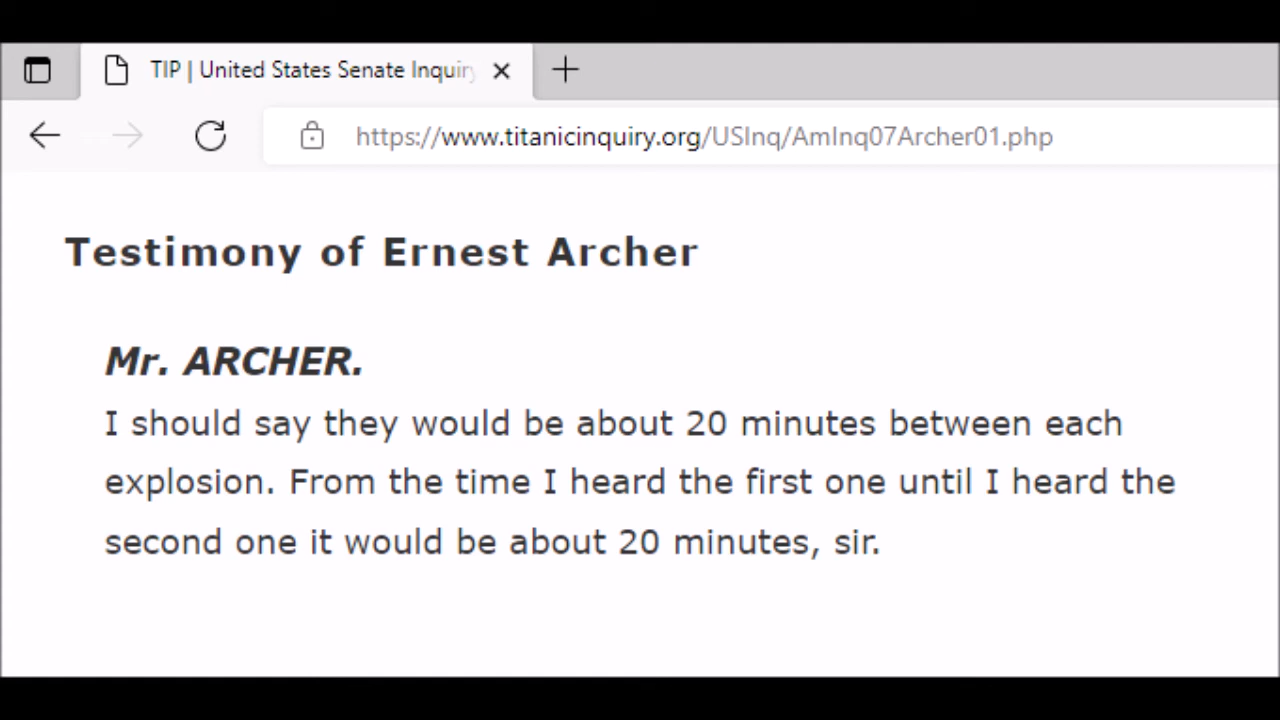 TIP | United States Senate Inquiry
https://www.titanicinquiry.org/USInq/AmInq07Archer01.php
Testimony of Ernest Archer
Mr. ARCHER.
I should say they would be about 20 minutes between each
explosion. From the time I heard the first one until I heard the
second one it would be about 20 minutes, sir.